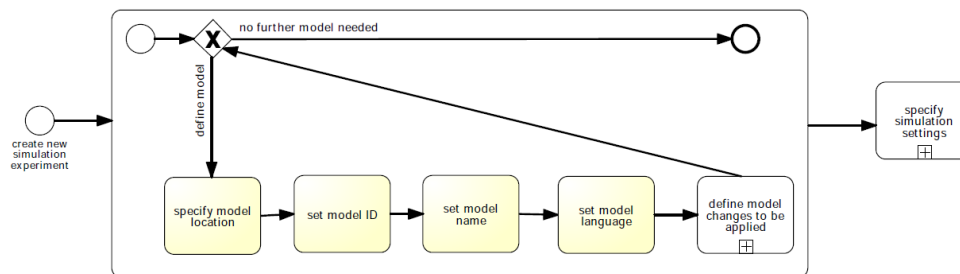 no further model needed
define model
create new
simulation
experiment
specify model
location
set model ID
set model
name
set model
language
define model
changes to be
applied
specify
simulation
settings